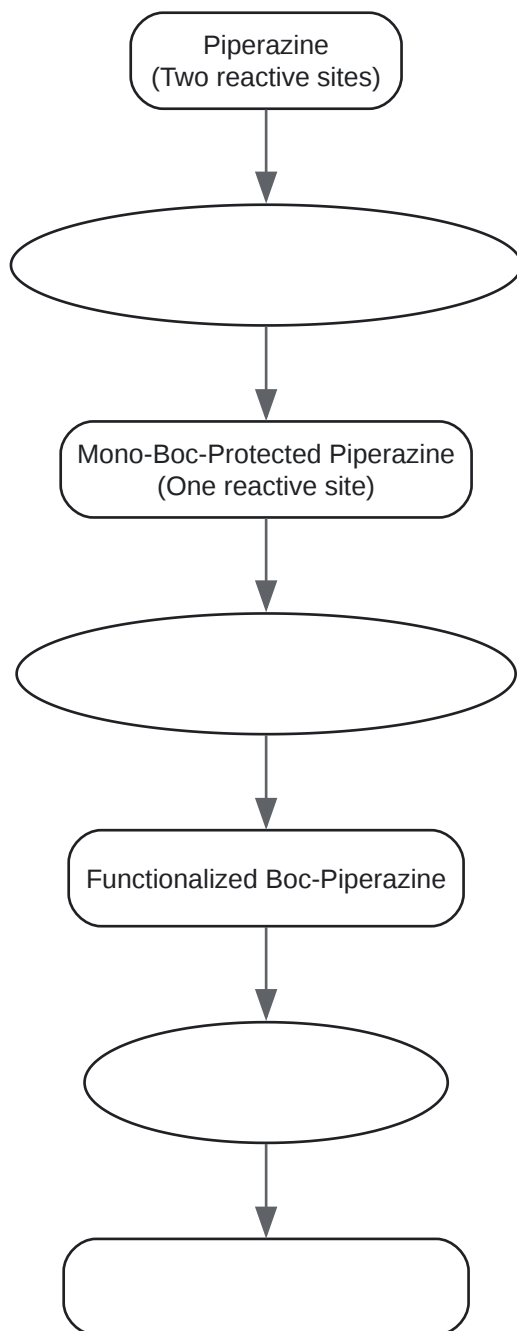 Piperazine
(Two reactive sites)
Mono-Boc-Protected Piperazine
(One reactive site)
Functionalized Boc-Piperazine